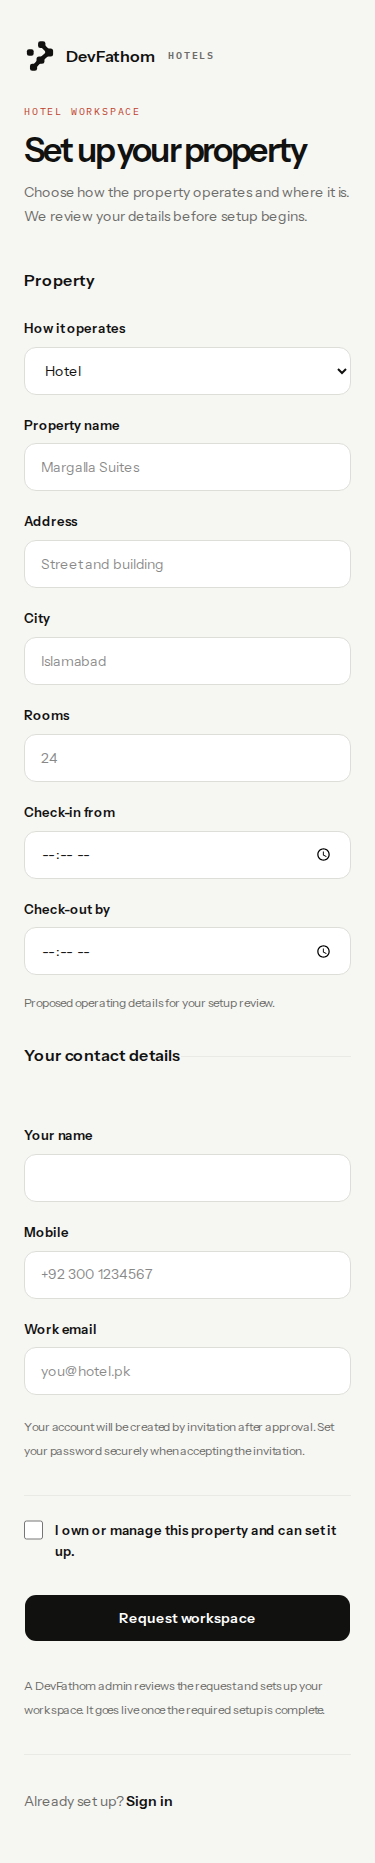 DevFathom HOTELS
HOTEL WORKSPACE
Set up your property
Choose how the property operates and where it is.
We review your details before setup begins.
Property
How it operates
Hotel
Property name
Margalla Suites
Address
Street and building
City
Islamabad
Rooms
24
Check-in from
--:-- --
Check-out by
--:-- --
Proposed operating details for your setup review.
Your contact details
Your name
Mobile
+92 300 1234567
Work email
you@hotel.pk
Your account will be created by invitation after approval. Set
your password securely when accepting the invitation.
I own or manage this property and can set it
up.
Request workspace
A DevFathom admin reviews the request and sets up your
workspace. It goes live once the required setup is complete.
Already set up? Sign in